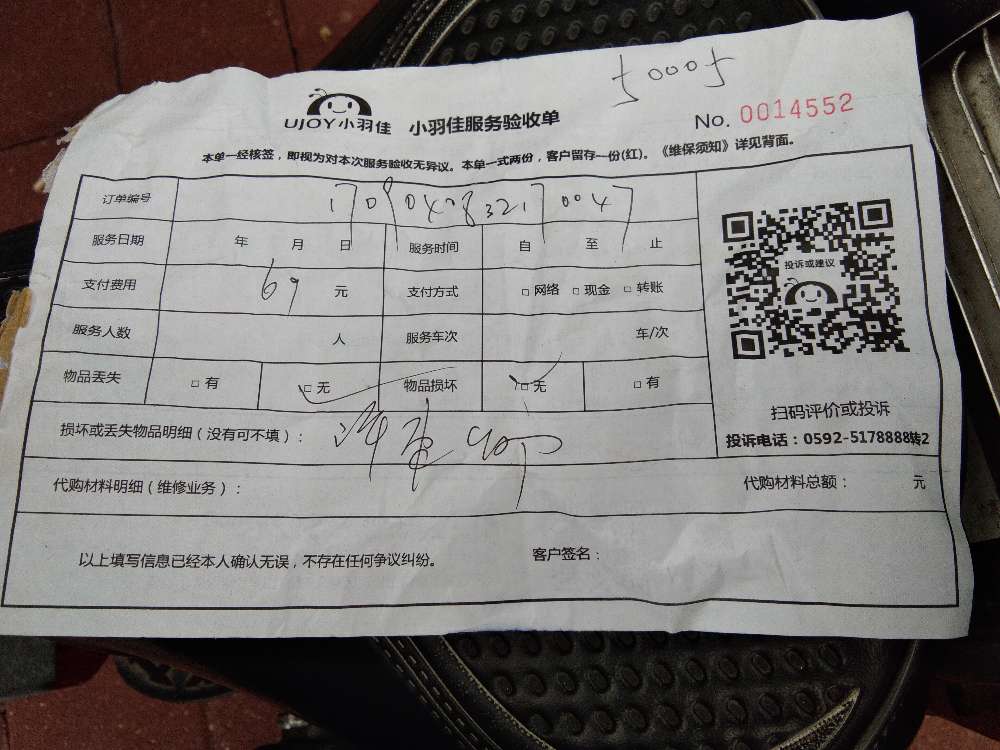 50005
UJOY小羽佳 小羽佳服务验收单 No. 0014552
本单一经核签，即视为对本次服务验收无异议。本单一式两份，客户留存一份(红)。《维保须知》详见背面。
订单编号 1709040832170047
服务日期 年 月 日 服务时间 自 至 止
支付费用 69 元 支付方式 □网络 □现金 □转账
服务人数 人 服务车次 车/次
物品丢失 □有 □无 物品损坏 □无 □有
投诉或建议
扫码评价或投诉
投诉电话：0592-5178888转2
损坏或丢失物品明细（没有可不填）：
代购材料明细（维修业务）： 代购材料总额： 元
以上填写信息已经本人确认无误，不存在任何争议纠纷。 客户签名：